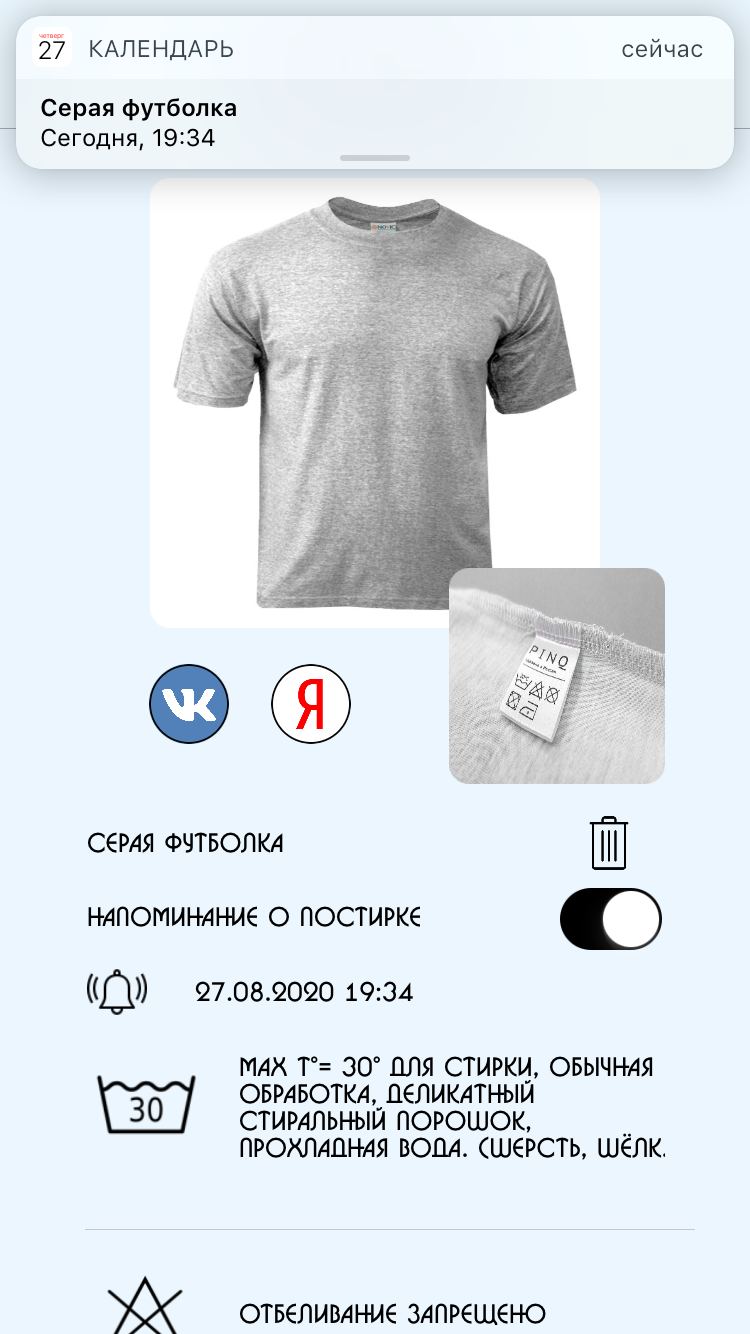 четверг
27
КАЛЕНДАРЬ
сейчас
Серая футболка
Сегодня, 19:34
PINQ
Я
СЕРАЯ ФУТБОЛКА
НАПОМИНАНИЕ О ПОСТИРКЕ
27.08.2020 19:34
30
MAX T°= 30° ДЛЯ СТИРКИ, ОБЫЧНАЯ
ОБРАБОТКА, ДЕЛИКАТНЫЙ
СТИРАЛЬНЫЙ ПОРОШОК,
ПРОХЛАДНАЯ ВОДА. (ШЕРСТЬ, ШЁЛК.
ОТБЕЛИВАНИЕ ЗАПРЕЩЕНО